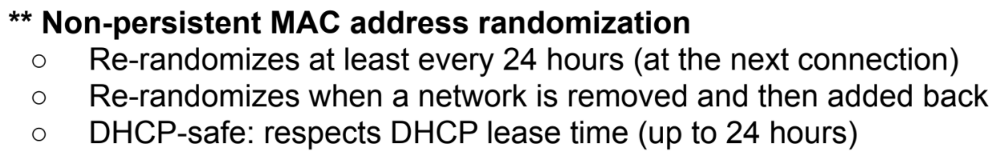 ** Non-persistent MAC address randomization
○ Re-randomizes at least every 24 hours (at the next connection)
○ Re-randomizes when a network is removed and then added back
○ DHCP-safe: respects DHCP lease time (up to 24 hours)